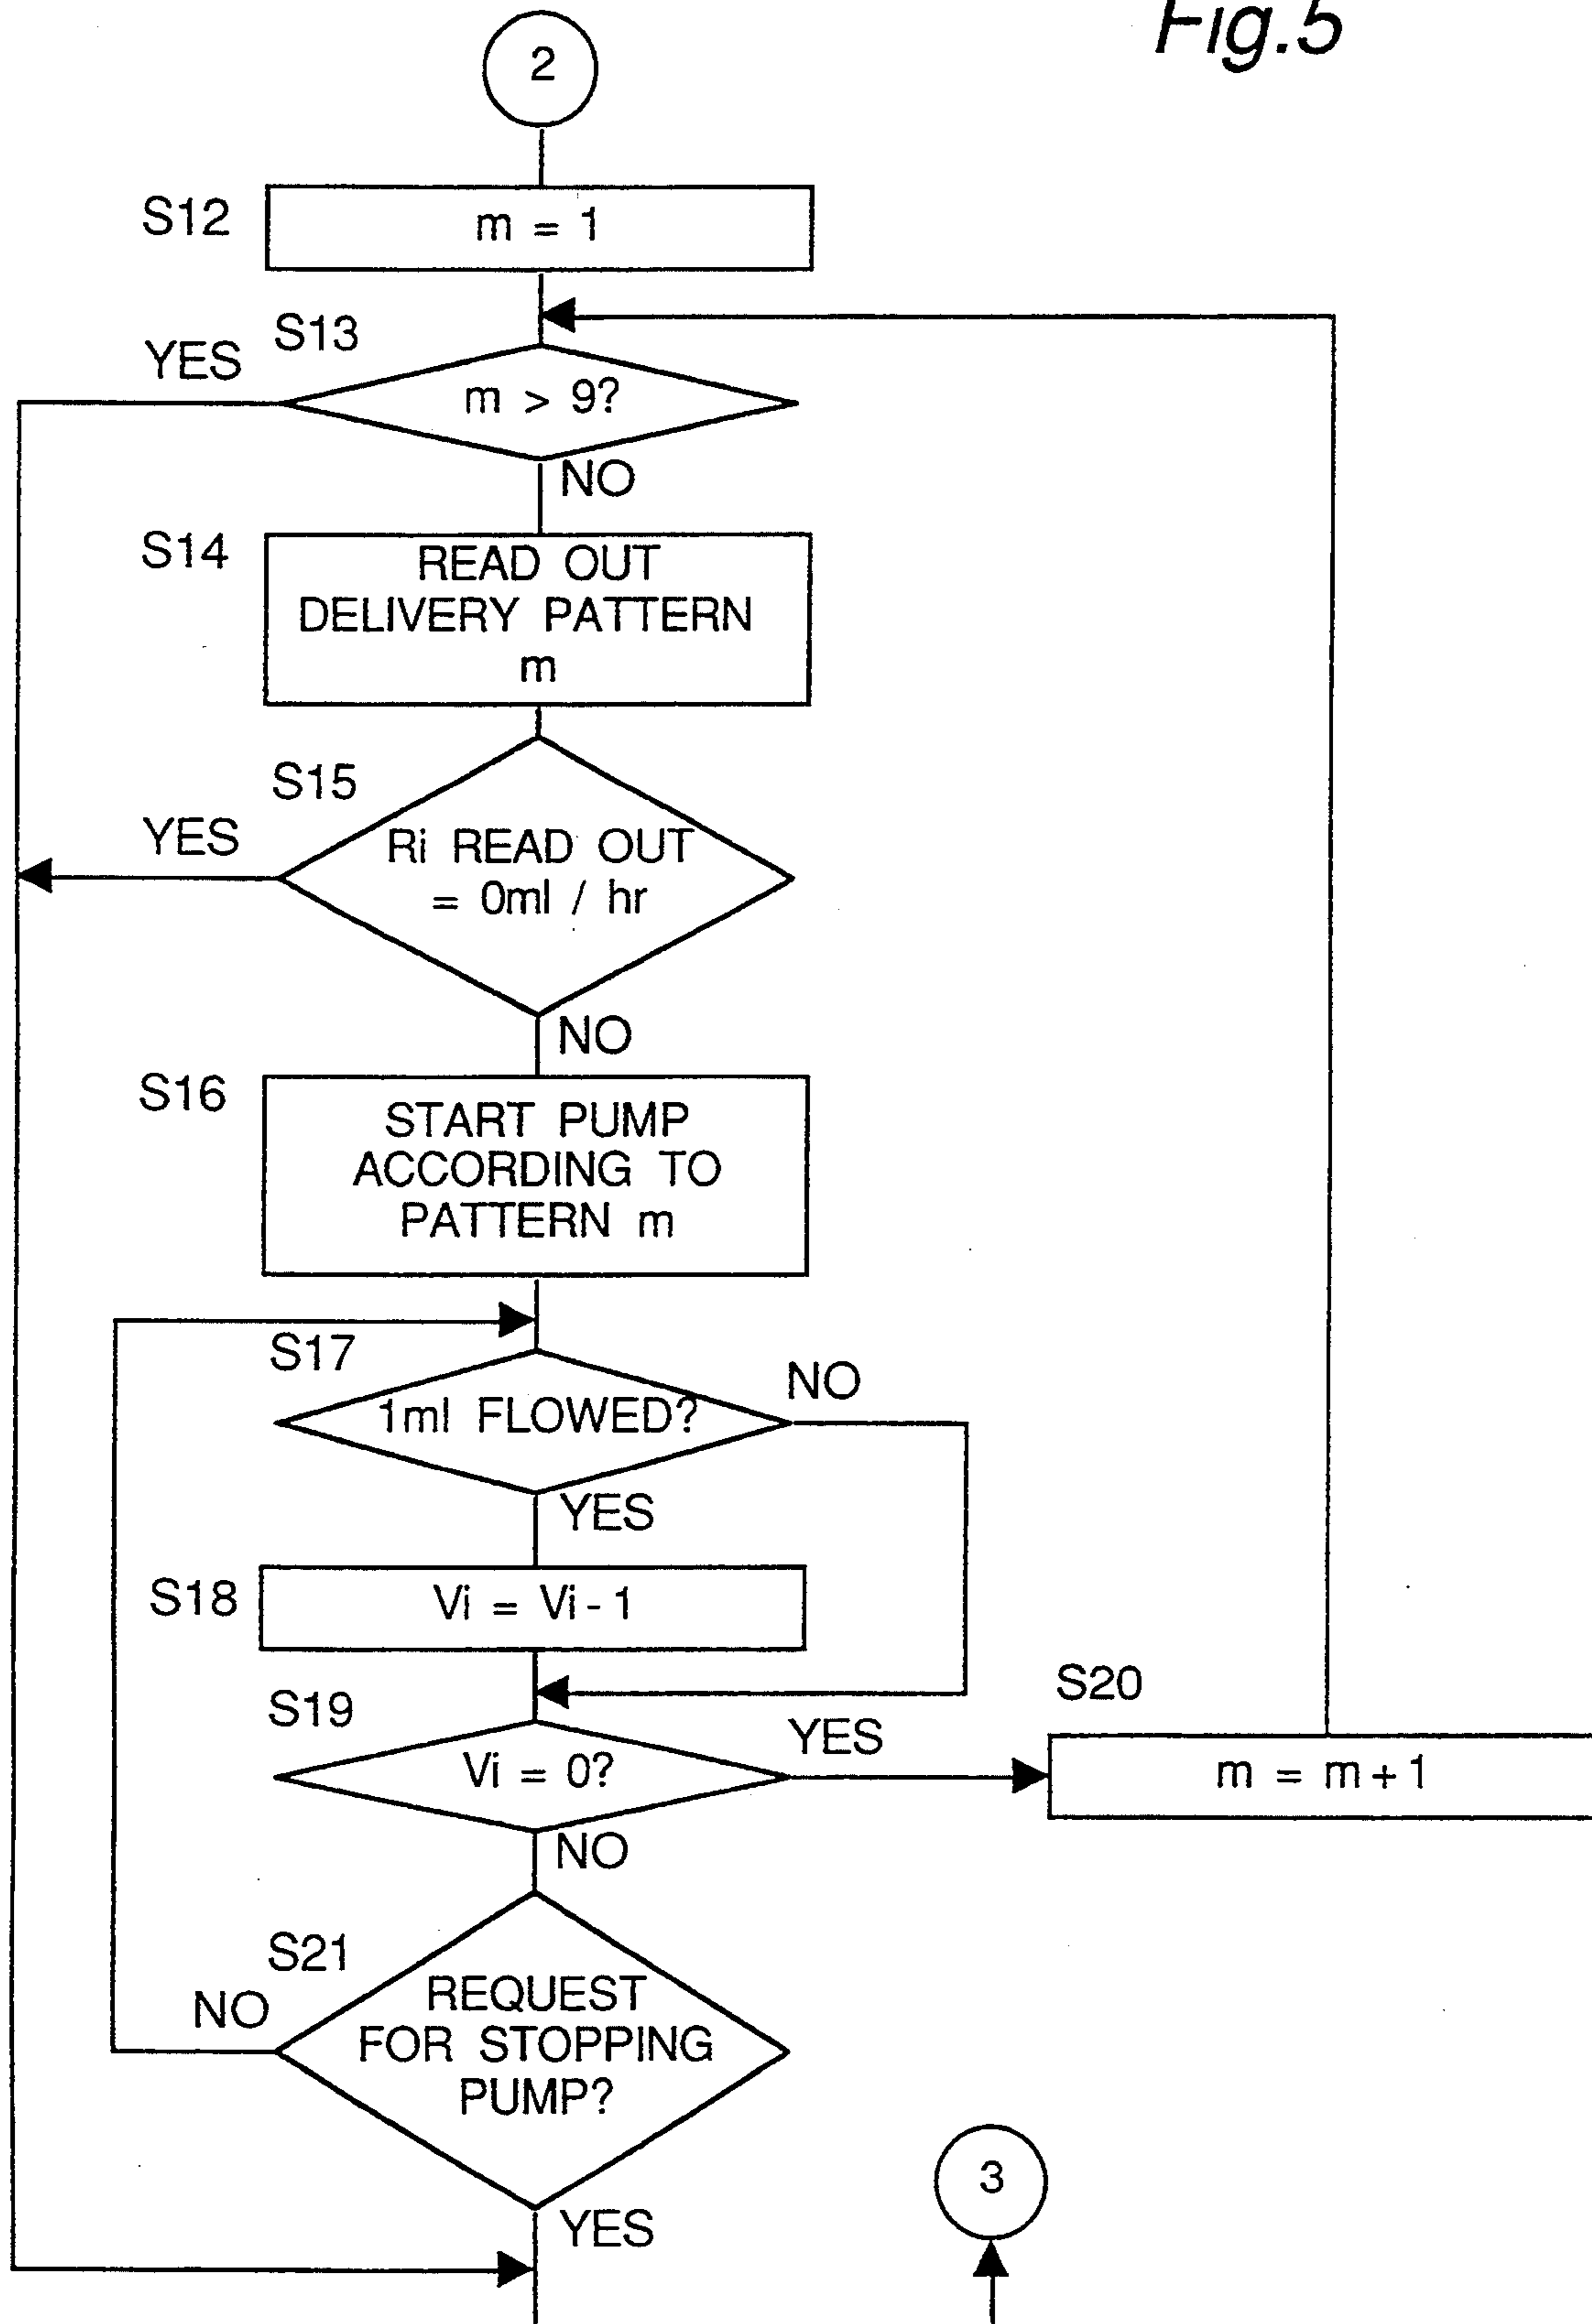 Fig.5
2
S12
m = 1
S13
YES
m > 9?
NO
S14
READ OUT
DELIVERY PATTERN
m
S15
YES
Ri READ OUT
= 0ml / hr
NO
S16
START PUMP
ACCORDING TO
PATTERN m
S17
NO
1ml FLOWED?
YES
S18
Vi = Vi - 1
S19
YES
S20
Vi = 0?
m = m + 1
NO
S21
NO
REQUEST
FOR STOPPING
PUMP?
YES
3